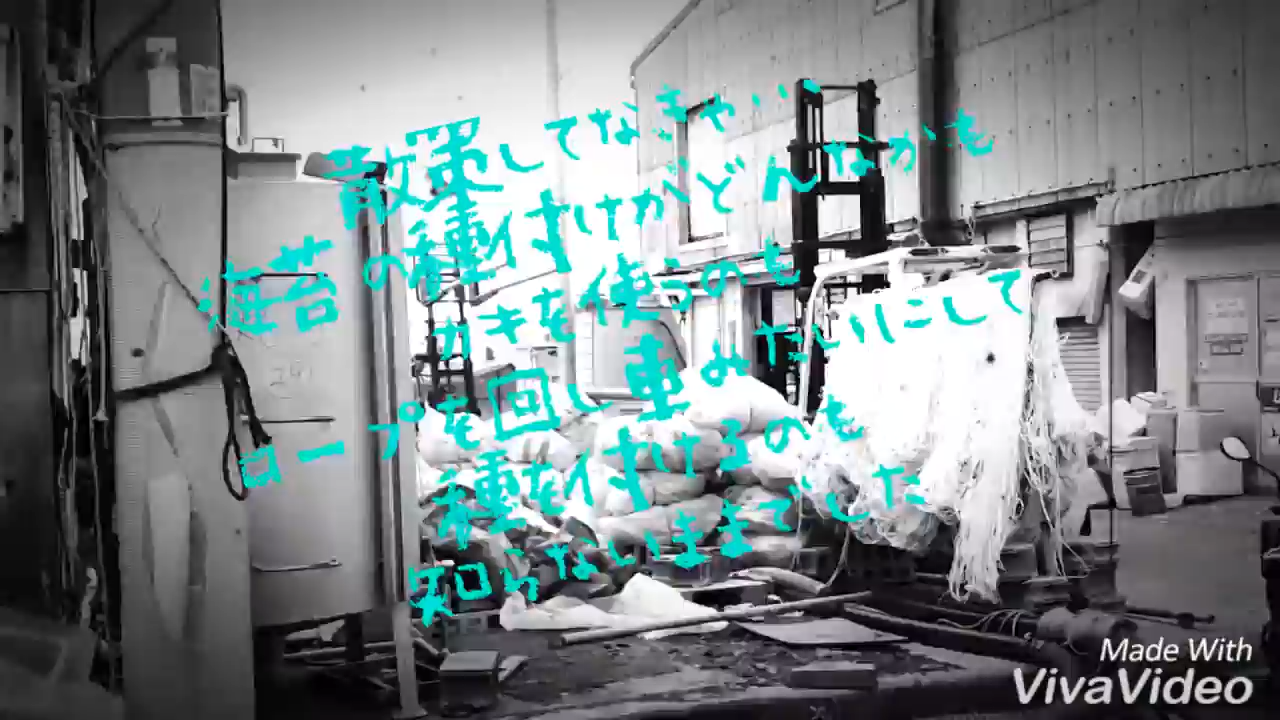 散策してなきゃいい
海苔の種付けがどんなかも
カキを使うのも
ロープを回し車みたいにして
種を付けるのも
知らないままでした
Made With
VivaVideo